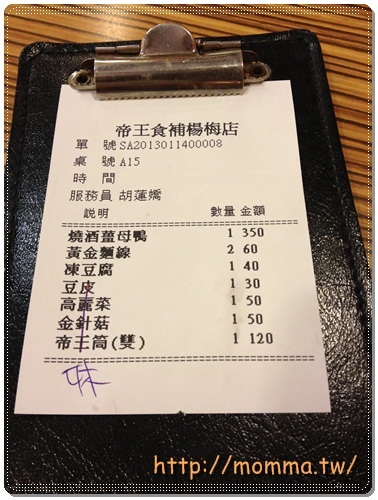 帝王食補楊梅店
單 號 SA2013011400008
桌 號 A15
時 間
服務員 胡蓮嬌
說明 數量 金額
燒酒薑母鴨 1 350
黃金麵線 2 60
凍豆腐 1 40
豆皮 1 30
高麗菜 1 50
金針菇 1 50
帝王筒(雙) 1 120
http://momma.tw/